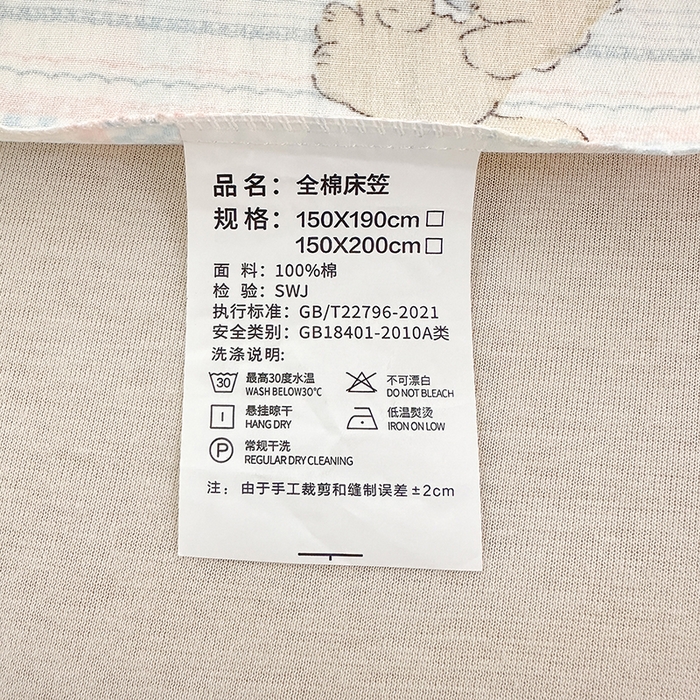 品名：全棉床笠
规格：150X190cm□
150X200cm□
面 料：100%棉
检 验：SWJ
执行标准：GB/T22796-2021
安全类别：GB18401-2010A类
洗涤说明:
30 最高30度水温
WASH BELOW30°C
不可漂白
DO NOT BLEACH
悬挂晾干
HANG DRY
低温熨烫
IRON ON LOW
P 常规干洗
REGULAR DRY CLEANING
注：由于手工裁剪和缝制误差±2cm